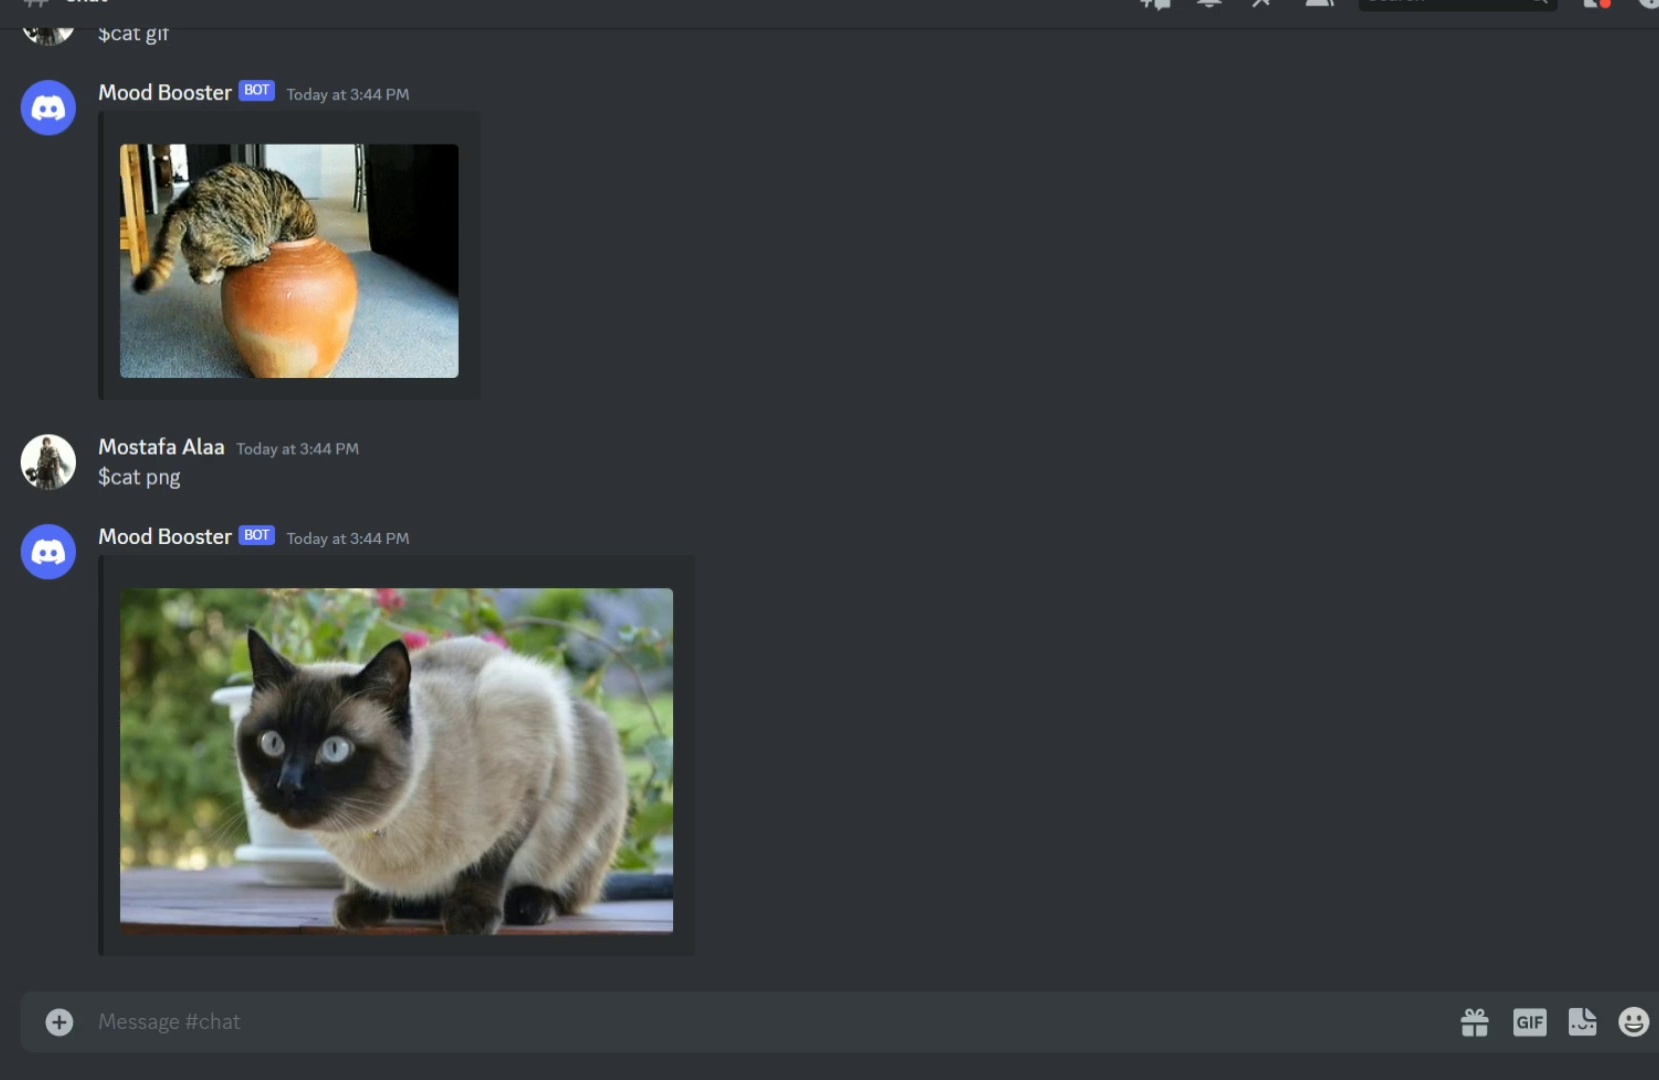 $cat gif
Mood Booster BOT Today at 3:44 PM
Mostafa Alaa Today at 3:44 PM
$cat png
Mood Booster BOT Today at 3:44 PM
Message #chat
GIF